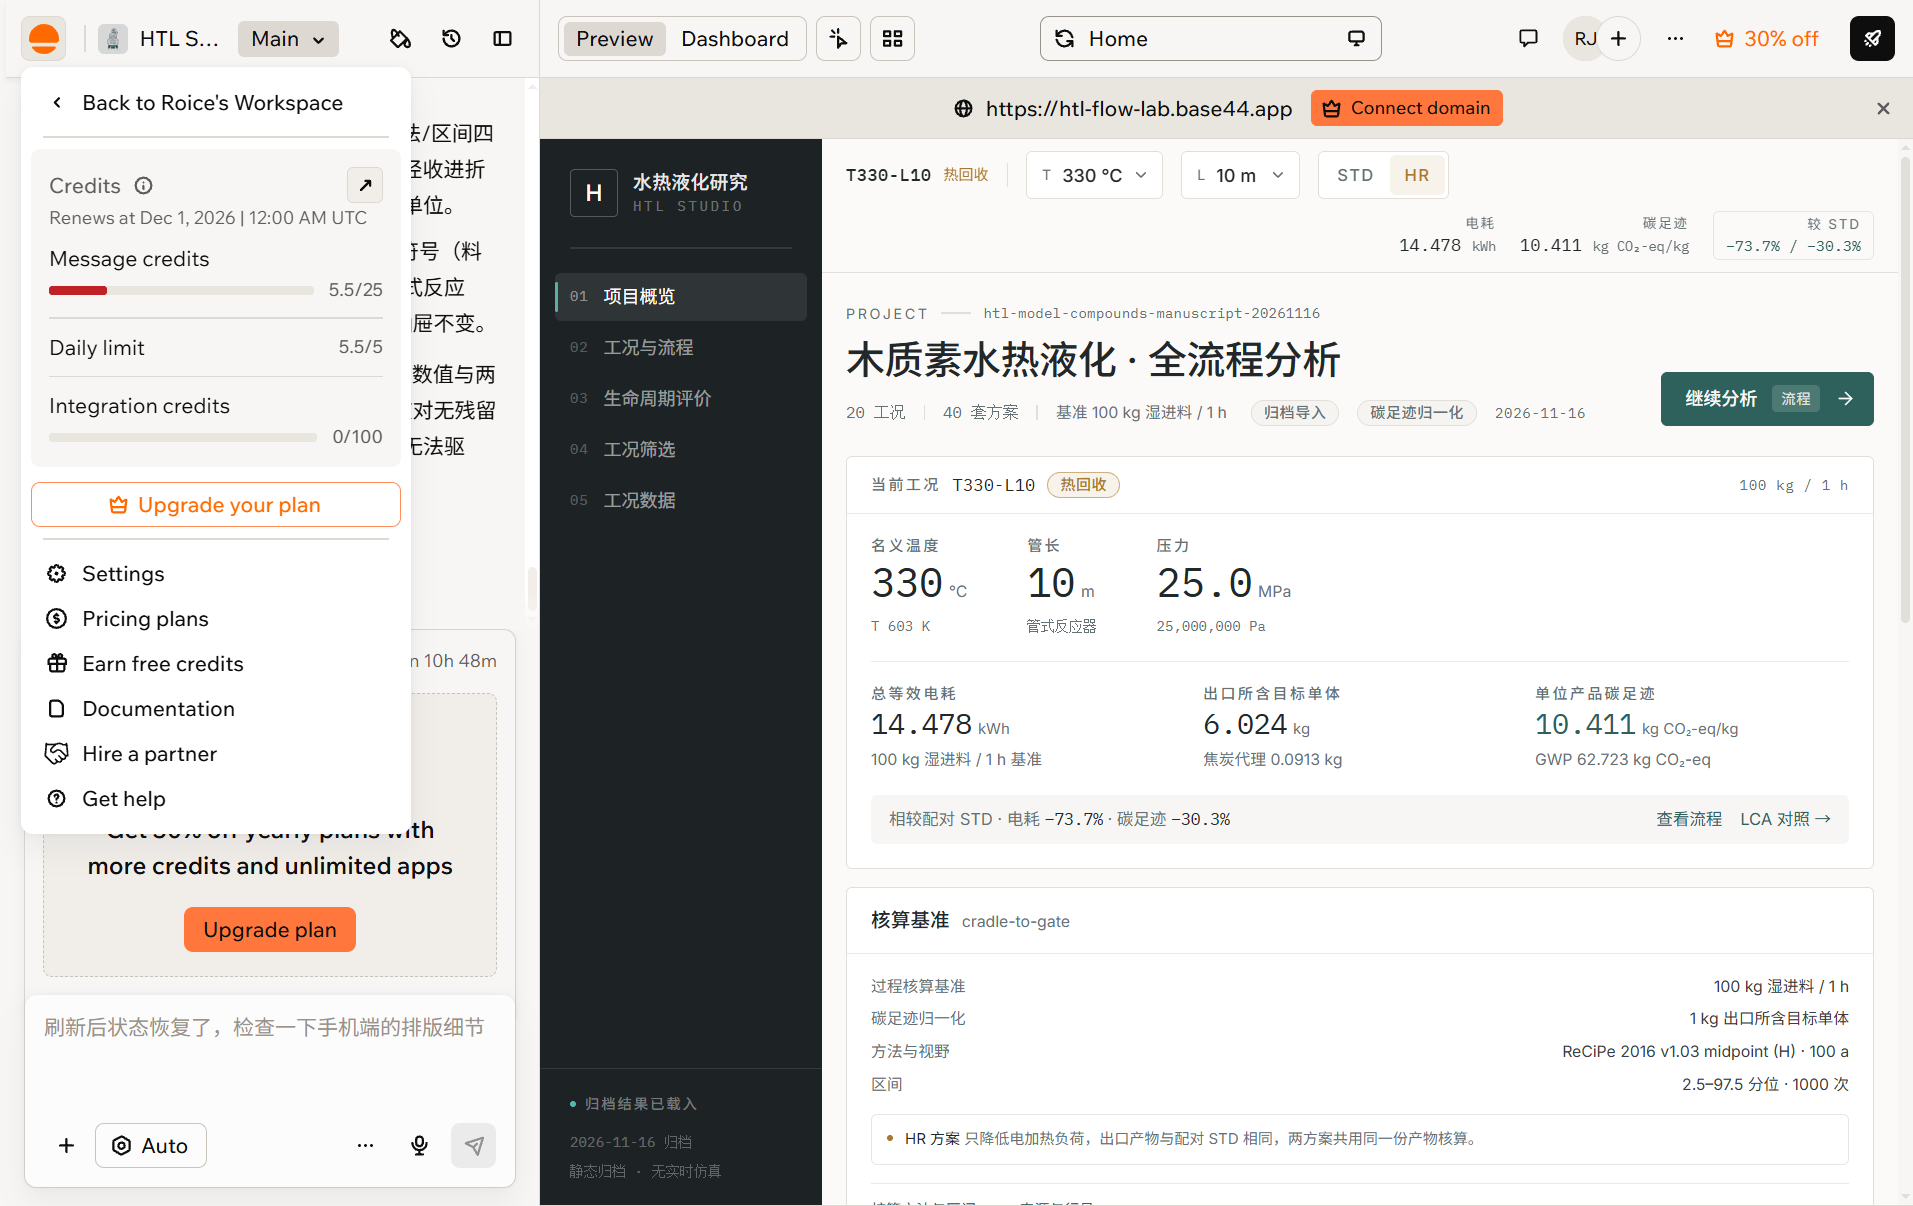 HTL S...
Main
Preview
Dashboard
Home
RJ
30% off
Back to Roice's Workspace
Credits
Renews at Dec 1, 2026 | 12:00 AM UTC
Message credits
5.5/25
Daily limit
5.5/5
Integration credits
0/100
Upgrade your plan
Settings
Pricing plans
Earn free credits
Documentation
Hire a partner
Get help
/区间四
收进折
单位。
符号（料
式反应
屉不变。
数值与两
对无残留
无法驱
n 10h 48m
more credits and unlimited apps
Upgrade plan
刷新后状态恢复了，检查一下手机端的排版细节
Auto
https://htl-flow-lab.base44.app
Connect domain
H
水热液化研究
HTL STUDIO
01 项目概览
02 工况与流程
03 生命周期评价
04 工况筛选
05 工况数据
归档结果已载入
2026-11-16 归档
静态归档 · 无实时仿真
T330-L10 热回收
T 330 °C
L 10 m
STD HR
电耗
14.478 kWh
碳足迹
10.411 kg CO₂-eq/kg
较 STD
−73.7% / −30.3%
PROJECT htl-model-compounds-manuscript-20261116
木质素水热液化 · 全流程分析
20 工况 40 套方案 基准 100 kg 湿进料 / 1 h 归档导入 碳足迹归一化 2026-11-16
继续分析 流程 →
当前工况 T330-L10 热回收
100 kg / 1 h
名义温度
330 °C
T 603 K
管长
10 m
管式反应器
压力
25.0 MPa
25,000,000 Pa
总等效电耗
14.478 kWh
100 kg 湿进料 / 1 h 基准
出口所含目标单体
6.024 kg
焦炭代理 0.0913 kg
单位产品碳足迹
10.411 kg CO₂-eq/kg
GWP 62.723 kg CO₂-eq
相较配对 STD · 电耗 −73.7% · 碳足迹 −30.3%
查看流程 LCA 对照 →
核算基准 cradle-to-gate
过程核算基准 100 kg 湿进料 / 1 h
碳足迹归一化 1 kg 出口所含目标单体
方法与视野 ReCiPe 2016 v1.03 midpoint (H) · 100 a
区间 2.5–97.5 分位 · 1000 次
HR 方案 只降低电加热负荷，出口产物与配对 STD 相同，两方案共用同一份产物核算。